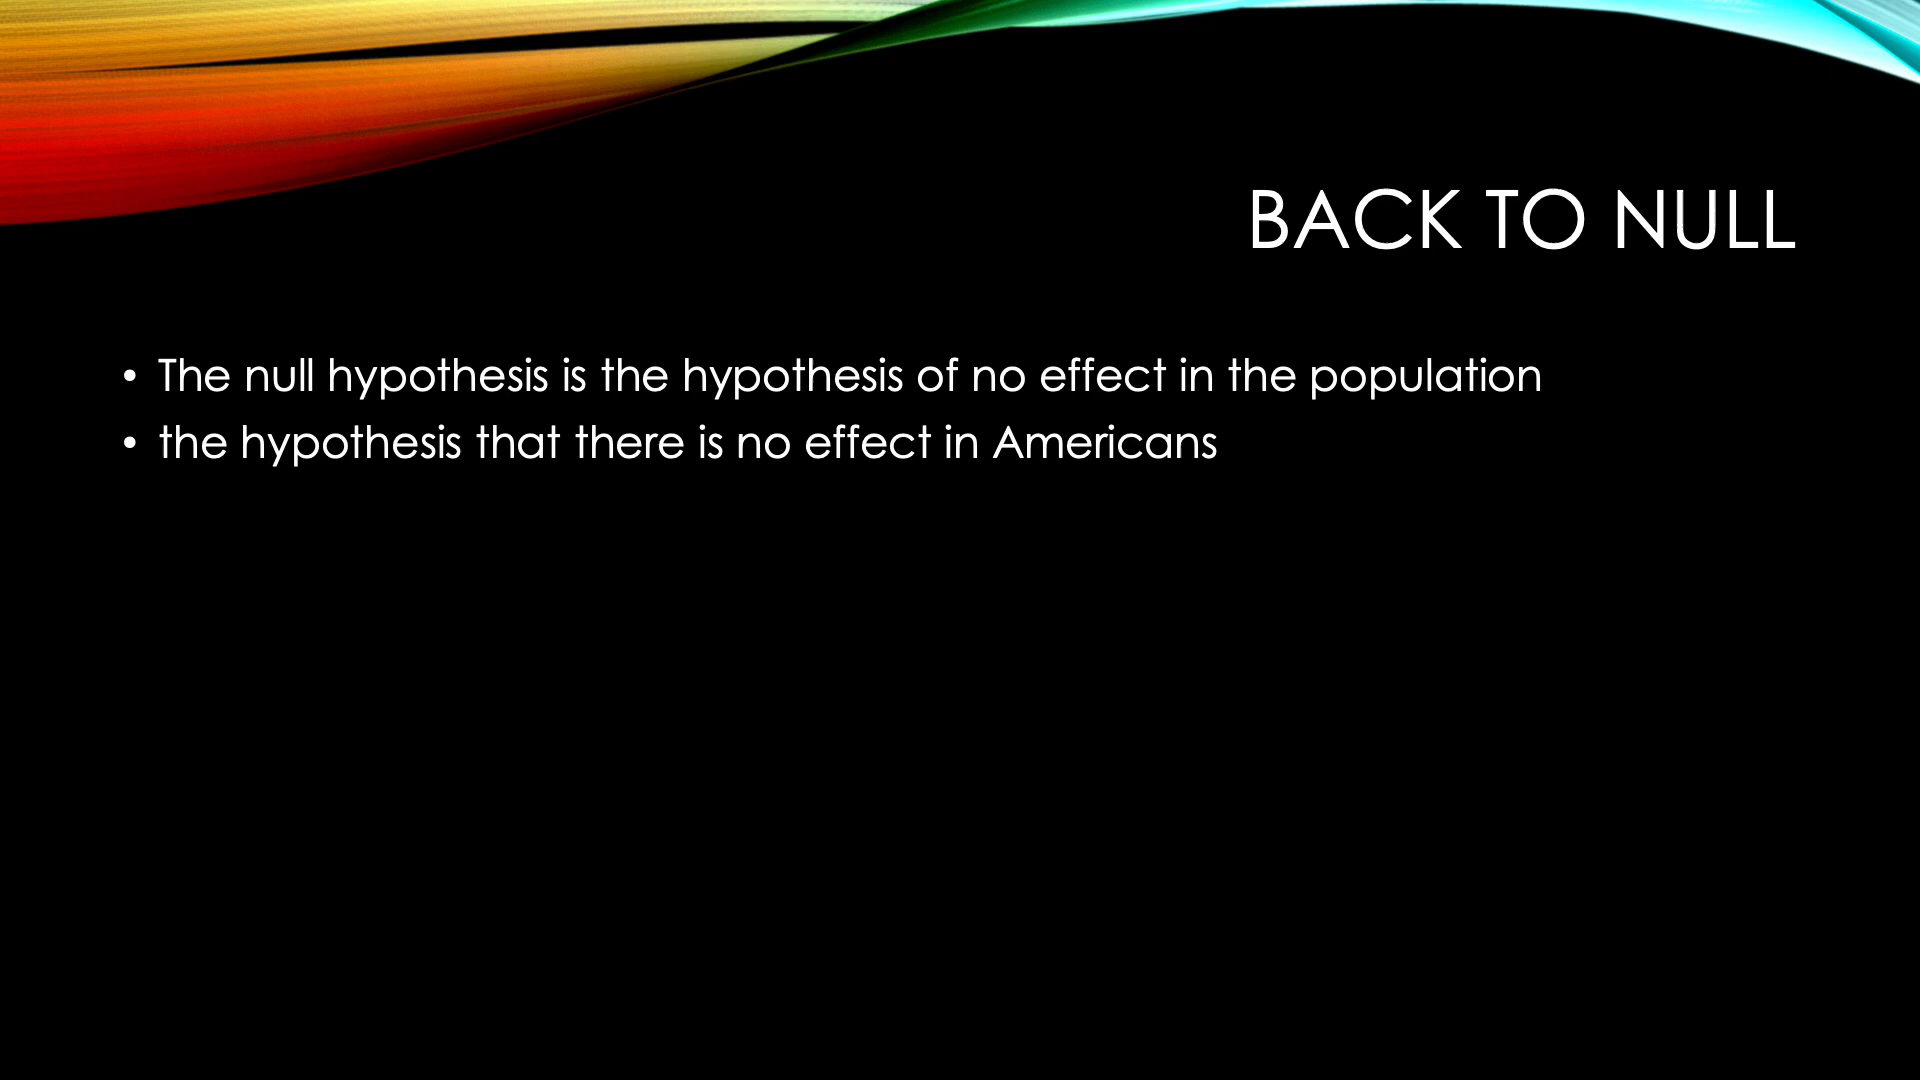 BACK TO NULL
• The null hypothesis is the hypothesis of no effect in the population
• the hypothesis that there is no effect in Americans